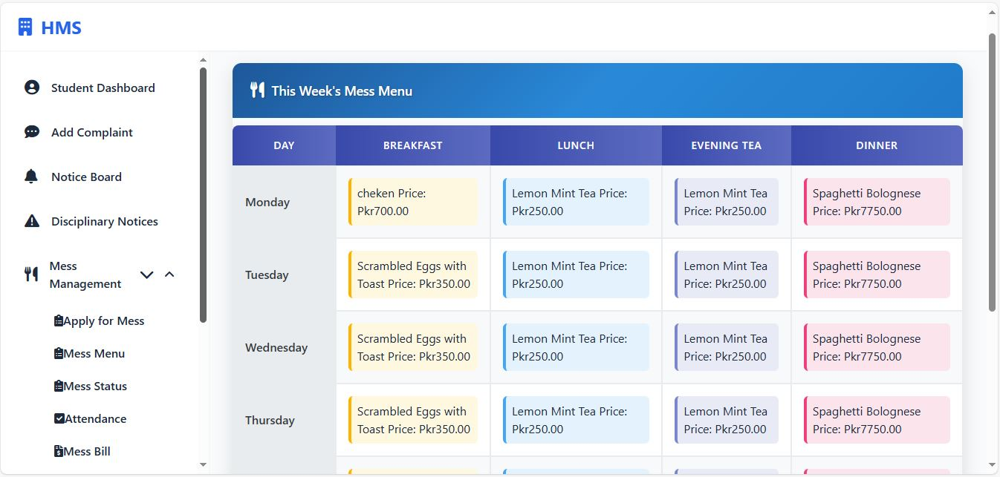 HMS
Student Dashboard
Add Complaint
Notice Board
Disciplinary Notices
Mess
Management
Apply for Mess
Mess Menu
Mess Status
Attendance
Mess Bill
This Week's Mess Menu
DAY BREAKFAST LUNCH EVENING TEA DINNER
Monday
cheken Price:
Pkr700.00
Lemon Mint Tea Price:
Pkr250.00
Lemon Mint Tea
Price: Pkr250.00
Spaghetti Bolognese
Price: Pkr7750.00
Tuesday
Scrambled Eggs with
Toast Price: Pkr350.00
Lemon Mint Tea Price:
Pkr250.00
Lemon Mint Tea
Price: Pkr250.00
Spaghetti Bolognese
Price: Pkr7750.00
Wednesday
Scrambled Eggs with
Toast Price: Pkr350.00
Lemon Mint Tea Price:
Pkr250.00
Lemon Mint Tea
Price: Pkr250.00
Spaghetti Bolognese
Price: Pkr7750.00
Thursday
Scrambled Eggs with
Toast Price: Pkr350.00
Lemon Mint Tea Price:
Pkr250.00
Lemon Mint Tea
Price: Pkr250.00
Spaghetti Bolognese
Price: Pkr7750.00